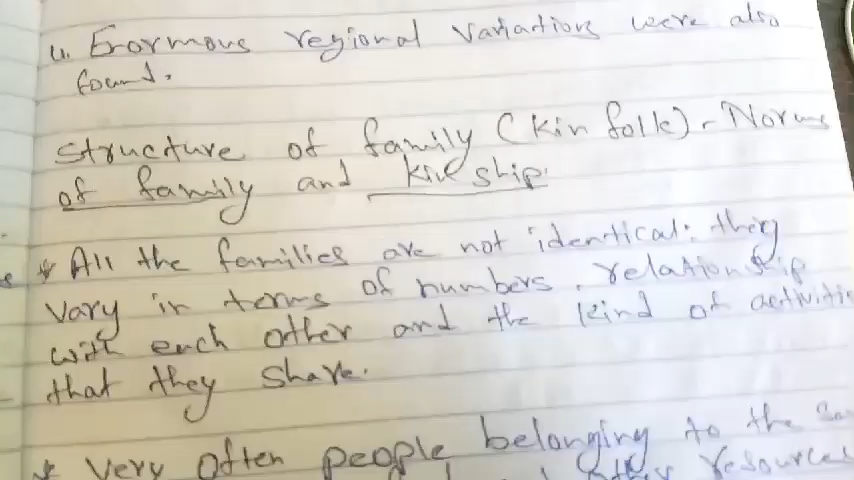 4. Enormous regional variations were also
found.
Structure of family (Kin folk) - Norms
of family and kinship.
* All the families are not identical: they
vary in terms of numbers, relationship
with each other and the kind of activities
that they share.
* Very often people belonging to the
other resources